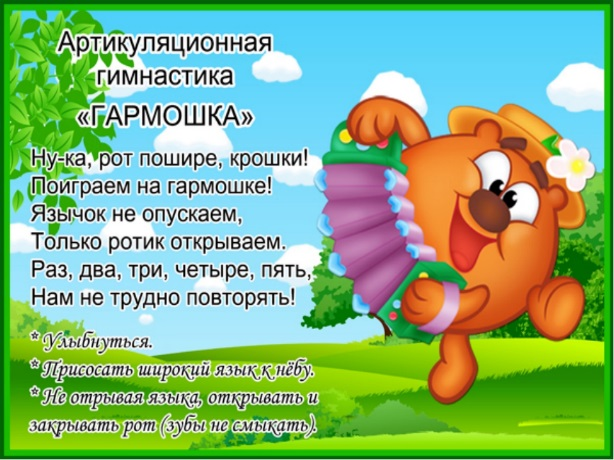 Артикуляционная
гимнастика
«ГАРМОШКА»
Ну-ка, рот пошире, крошки!
Поиграем на гармошке!
Язычок не опускаем,
Только ротик открываем.
Раз, два, три, четыре, пять,
Нам не трудно повторять!
* Улыбнуться.
* Присосать широкий язык к нёбу.
* Не отрывая языка, открывать и
закрывать рот (зубы не смыкать).